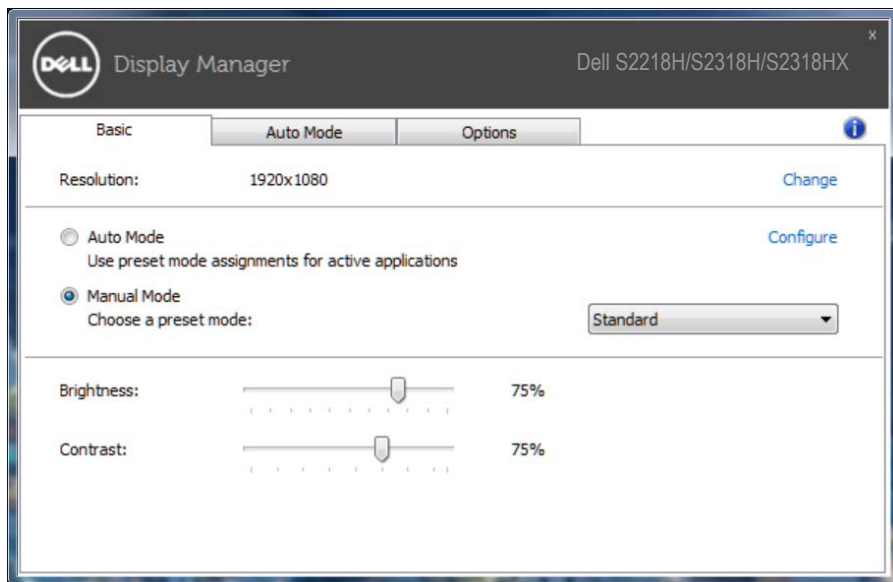 DELL Display Manager Dell S2218H/S2318H/S2318HX x
Basic Auto Mode Options i
Resolution: 1920x1080 Change
Auto Mode Configure
Use preset mode assignments for active applications
Manual Mode
Choose a preset mode: Standard
Brightness: 75%
Contrast: 75%